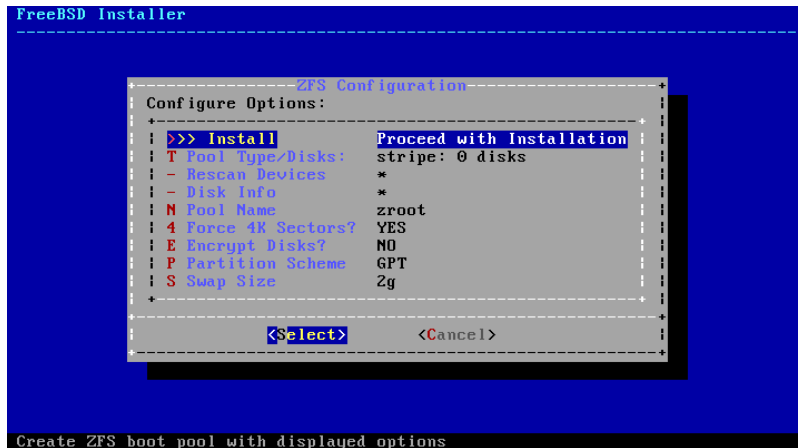 FreeBSD Installer
ZFS Configuration
Configure Options:
>>> Install Proceed with Installation
T Pool Type/Disks: stripe: 0 disks
- Rescan Devices *
- Disk Info *
N Pool Name zroot
4 Force 4K Sectors? YES
E Encrypt Disks? NO
P Partition Scheme GPT
S Swap Size 2g
<Select> <Cancel>
Create ZFS boot pool with displayed options